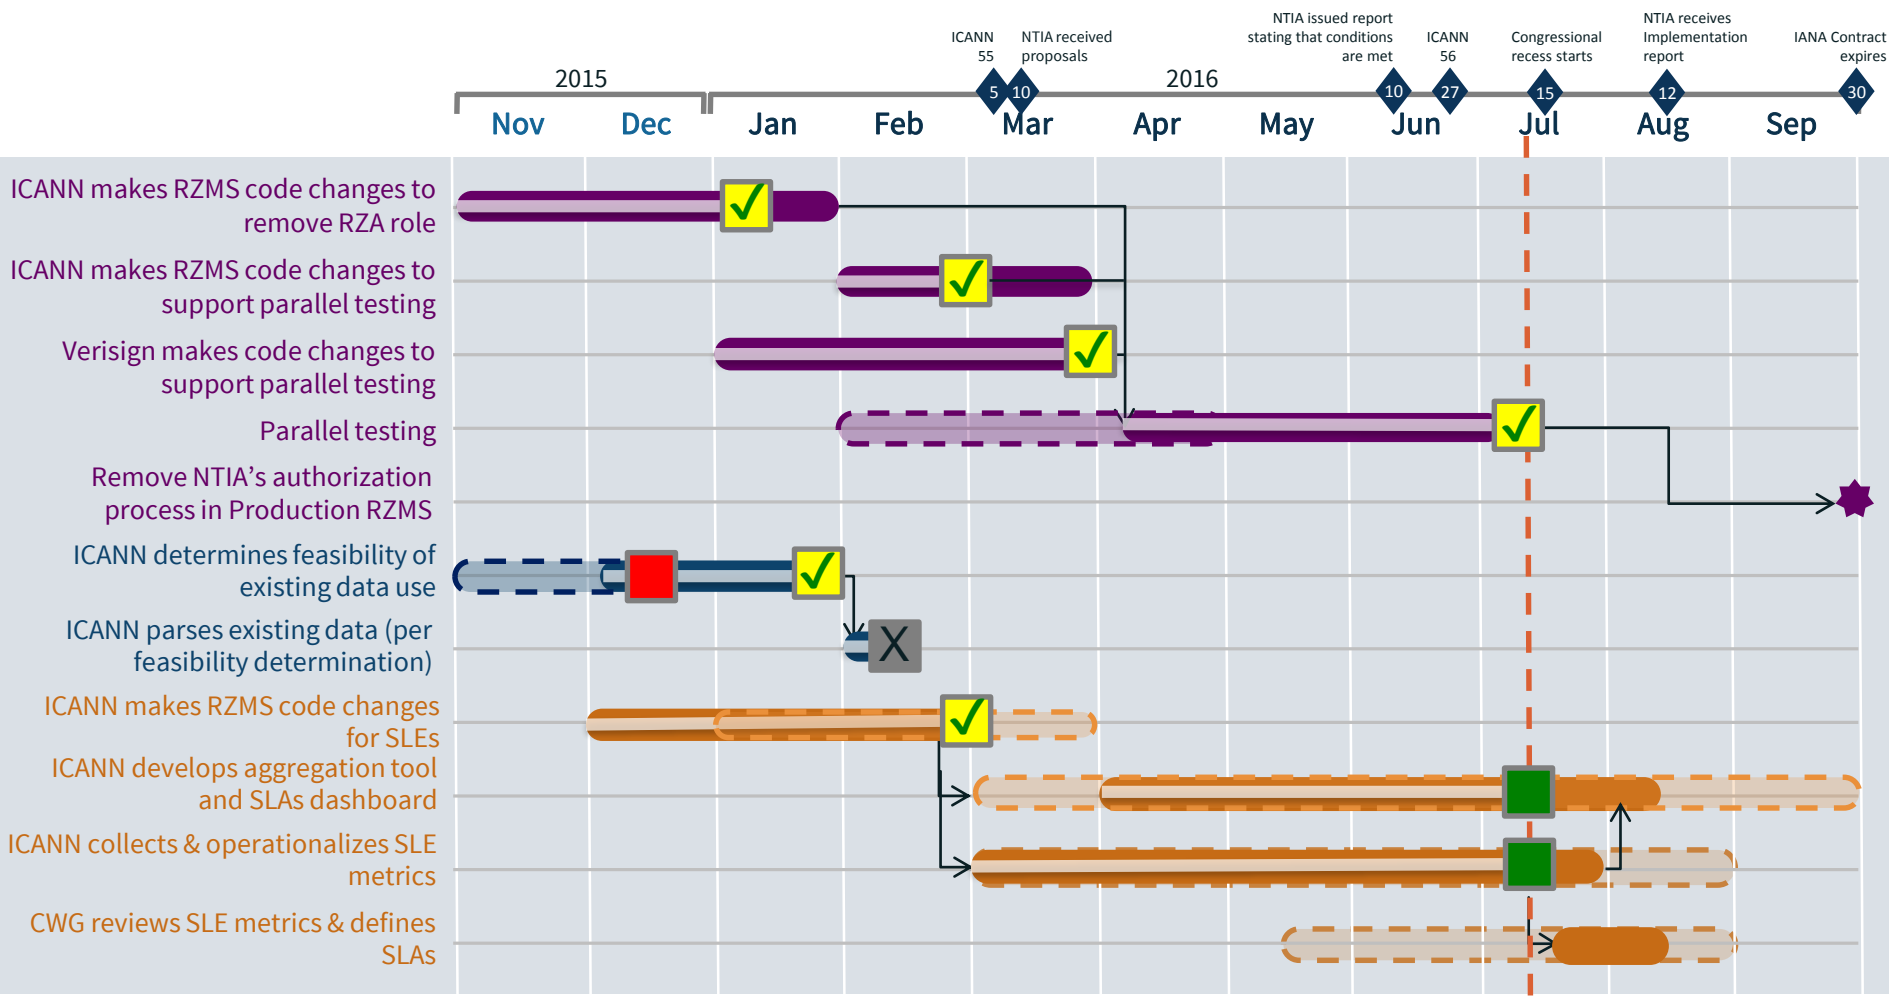 NTIA issued report
stating that conditions
are met
NTIA receives
Implementation
report
ICANN
55
NTIA received
proposals
ICANN
56
Congressional
recess starts
IANA Contract
expires
2015
2016
5
10
10
27
15
12
30
Nov
Dec
Jan
Feb
Mar
Apr
May
Jun
Jul
Aug
Sep
ICANN makes RZMS code changes to
remove RZA role
ICANN makes RZMS code changes to
support parallel testing
Verisign makes code changes to
support parallel testing
Parallel testing
Remove NTIA’s authorization
process in Production RZMS
ICANN determines feasibility of
existing data use
ICANN parses existing data (per
feasibility determination)
X
ICANN makes RZMS code changes
for SLEs
ICANN develops aggregation tool
and SLAs dashboard
ICANN collects & operationalizes SLE
metrics
CWG reviews SLE metrics & defines
SLAs